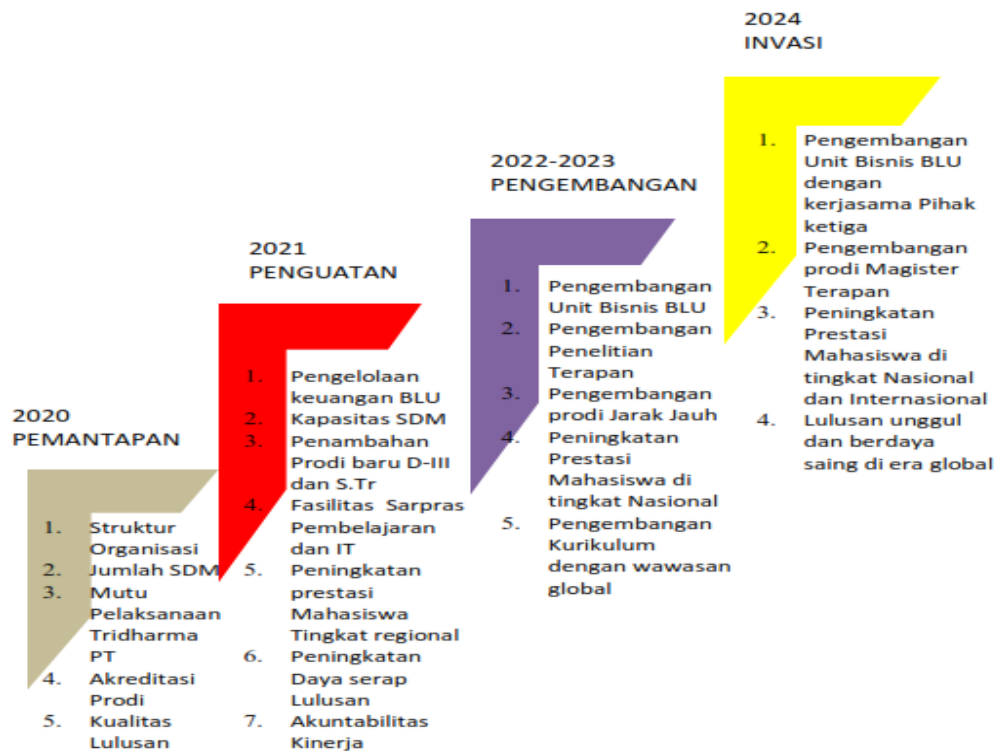 2020
PEMANTAPAN
1. Struktur
Organisasi
2. Jumlah SDM
3. Mutu
Pelaksanaan
Tridharma
PT
4. Akreditasi
Prodi
5. Kualitas
Lulusan
2021
PENGUATAN
1. Pengelolaan
keuangan BLU
2. Kapasitas SDM
3. Penambahan
Prodi baru D-III
dan S.Tr
4. Fasilitas Sarpras
Pembelajaran
dan IT
5. Peningkatan
prestasi
Mahasiswa
Tingkat regional
6. Peningkatan
Daya serap
Lulusan
7. Akuntabilitas
Kinerja
2022-2023
PENGEMBANGAN
1. Pengembangan
Unit Bisnis BLU
2. Pengembangan
Penelitian
Terapan
3. Pengembangan
prodi Jarak Jauh
4. Peningkatan
Prestasi
Mahasiswa di
tingkat Nasional
5. Pengembangan
Kurikulum
dengan wawasan
global
2024
INVASI
1. Pengembangan
Unit Bisnis BLU
dengan
kerjasama Pihak
ketiga
2. Pengembangan
prodi Magister
Terapan
3. Peningkatan
Prestasi
Mahasiswa di
tingkat Nasional
dan Internasional
4. Lulusan unggul
dan berdaya
saing di era global